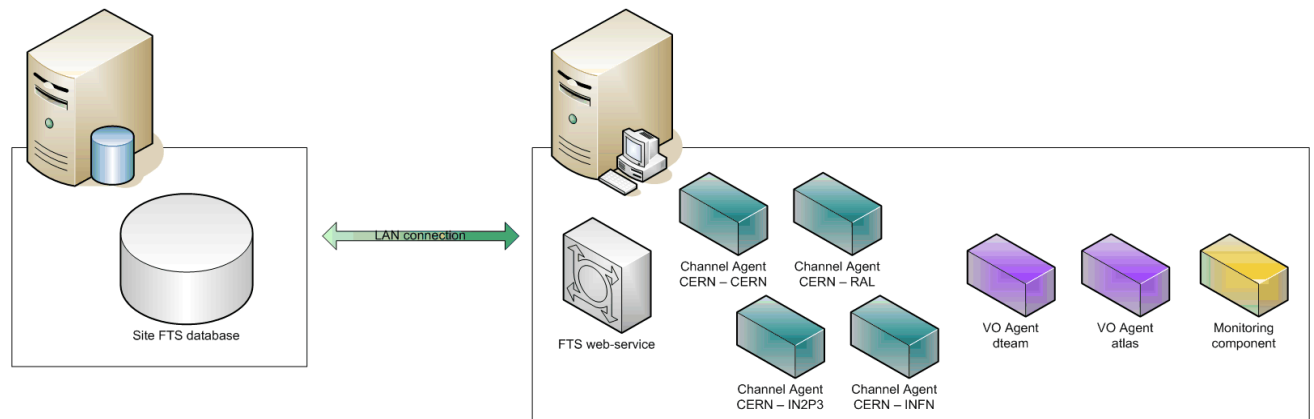 LAN connection
Site FTS database
FTS web-service
Channel Agent
CERN – CERN
Channel Agent
CERN – RAL
Channel Agent
CERN – IN2P3
Channel Agent
CERN – INFN
VO Agent
dteam
VO Agent
atlas
Monitoring
component